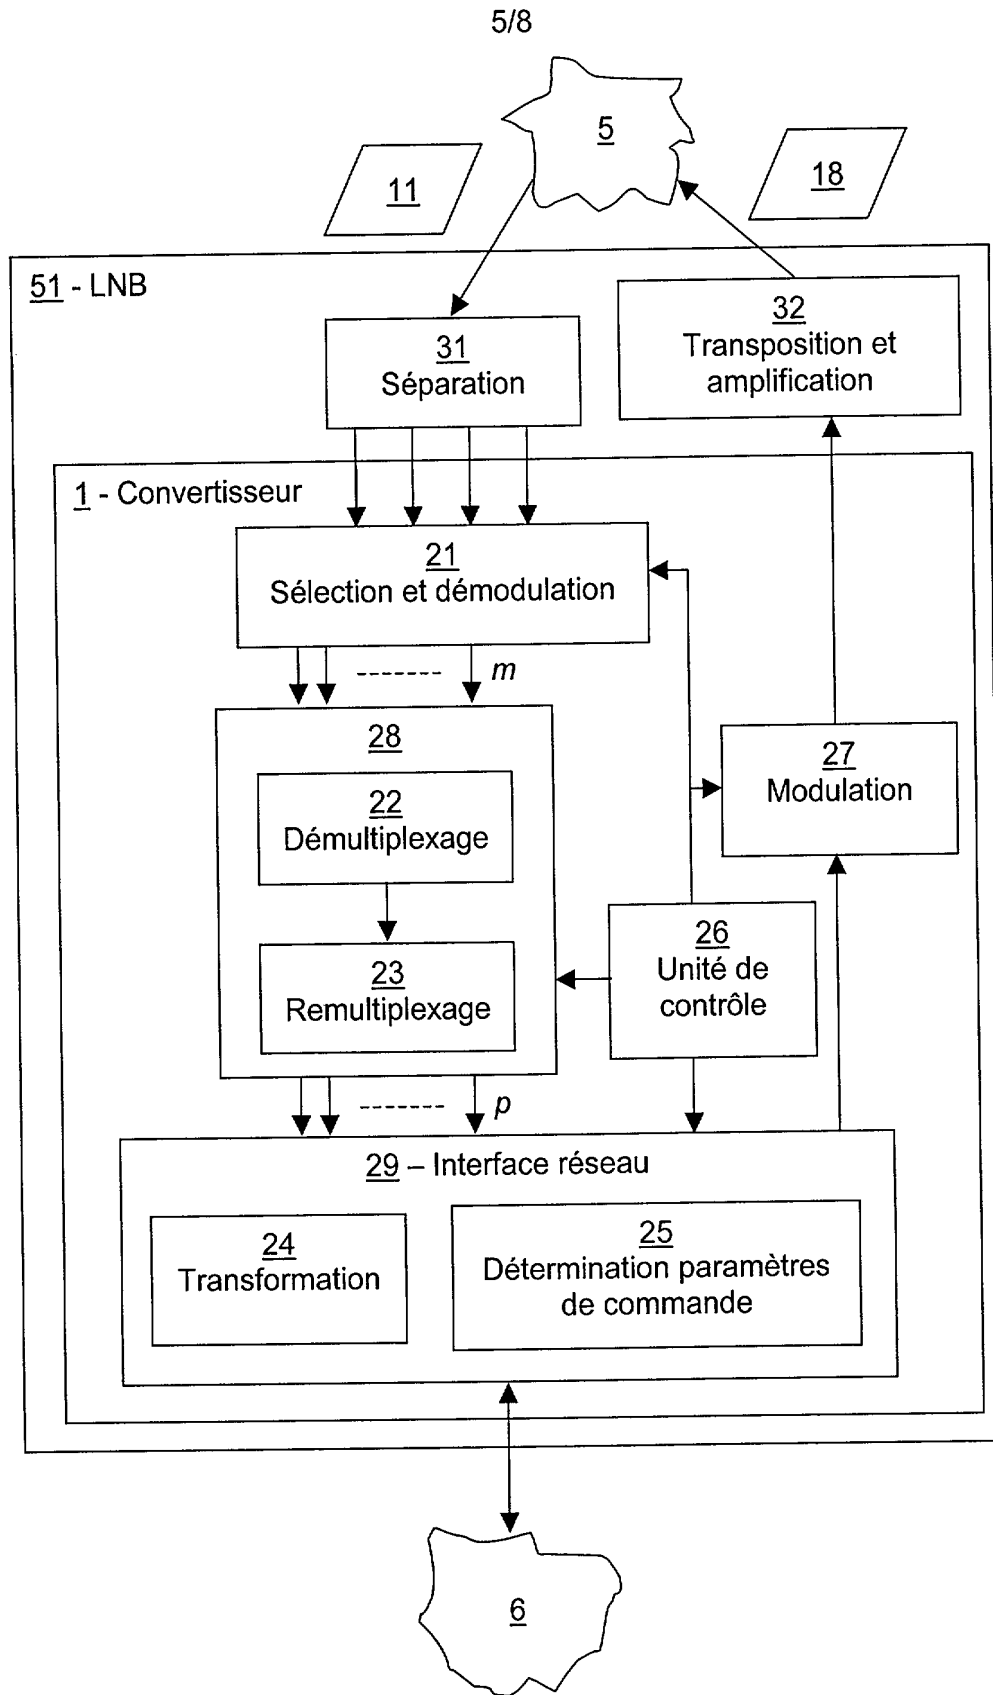 5/8
5
11
18
51 - LNB
32
Transposition et
amplification
31
Séparation
1 - Convertisseur
21
Sélection et démodulation
m
28
27
Modulation
22
Démultiplexage
26
Unité de
contrôle
23
Remultiplexage
p
29 – Interface réseau
24
Transformation
25
Détermination paramètres
de commande
6